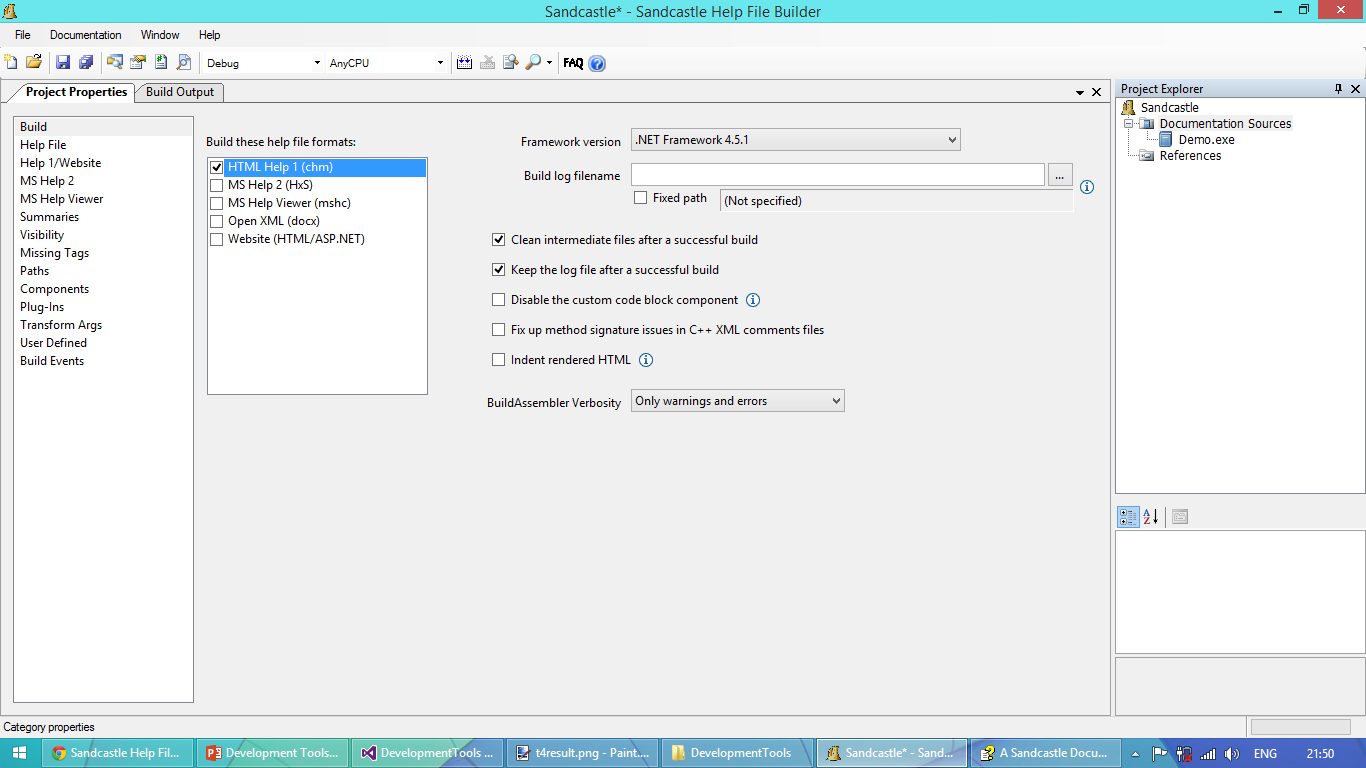 Sandcastle* - Sandcastle Help File Builder
File Documentation Window Help
Debug AnyCPU FAQ
Project Properties Build Output
Build
Help File
Help 1/Website
MS Help 2
MS Help Viewer
Summaries
Visibility
Missing Tags
Paths
Components
Plug-Ins
Transform Args
User Defined
Build Events
Build these help file formats:
HTML Help 1 (chm)
MS Help 2 (HxS)
MS Help Viewer (mshc)
Open XML (docx)
Website (HTML/ASP.NET)
Framework version .NET Framework 4.5.1
Build log filename ...
Fixed path (Not specified)
Clean intermediate files after a successful build
Keep the log file after a successful build
Disable the custom code block component
Fix up method signature issues in C++ XML comments files
Indent rendered HTML
BuildAssembler Verbosity Only warnings and errors
Project Explorer
Sandcastle
Documentation Sources
Demo.exe
References
Category properties
Sandcastle Help Fil... Development Tools... DevelopmentTools ... t4result.png - Paint.... DevelopmentTools Sandcastle* - Sand... A Sandcastle Docu... ENG 21:50